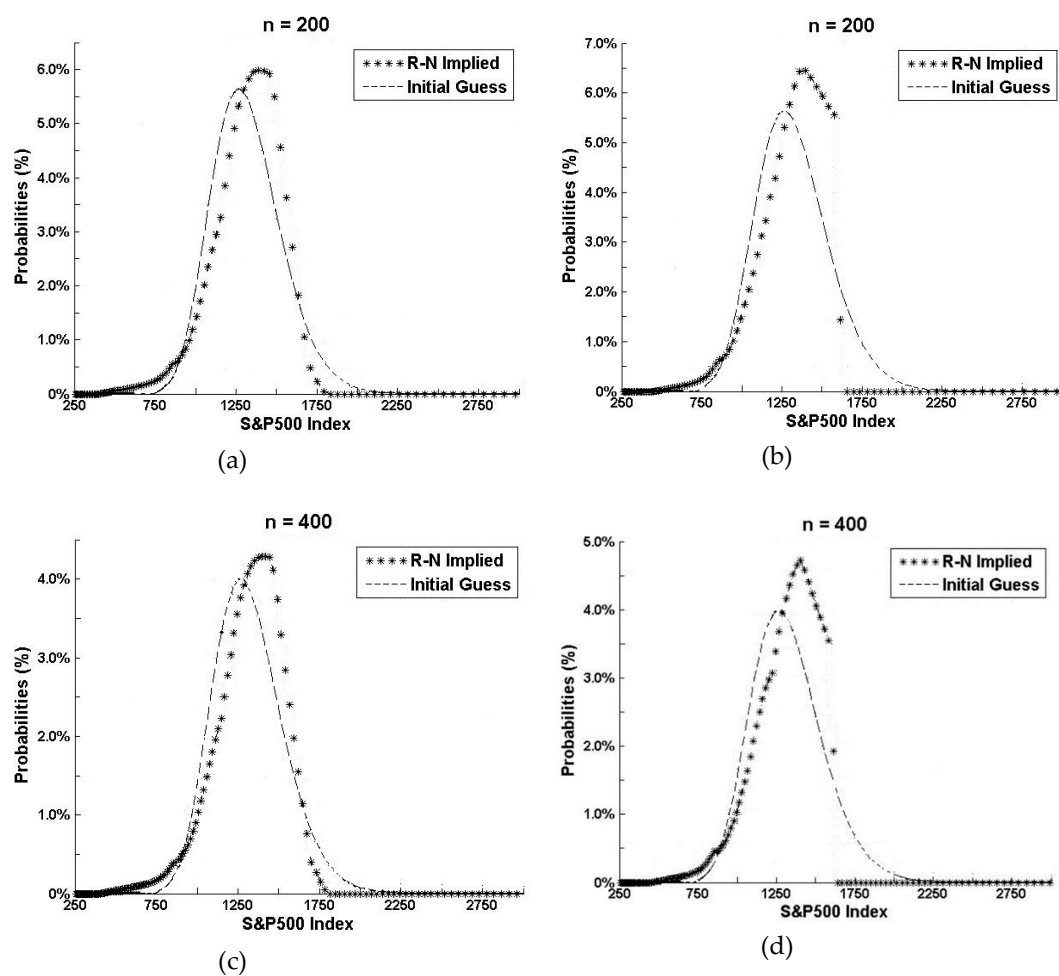 n = 200
R-N Implied
Initial Guess
6.0%
5.0%
4.0%
3.0%
2.0%
1.0%
0%
Probabilities (%)
250 750 1250 1750 2250 2750
S&P500 Index
(a)
n = 200
R-N Implied
Initial Guess
7.0%
6.0%
5.0%
4.0%
3.0%
2.0%
1.0%
0%
Probabilities (%)
250 750 1250 1750 2250 2750
S&P500 Index
(b)
n = 400
R-N Implied
Initial Guess
4.0%
3.0%
2.0%
1.0%
0%
Probabilities (%)
250 750 1250 1750 2250 2750
S&P500 Index
(c)
n = 400
R-N Implied
Initial Guess
5.0%
4.0%
3.0%
2.0%
1.0%
0%
Probabilities (%)
250 750 1250 1750 2250 2750
S&P500 Index
(d)